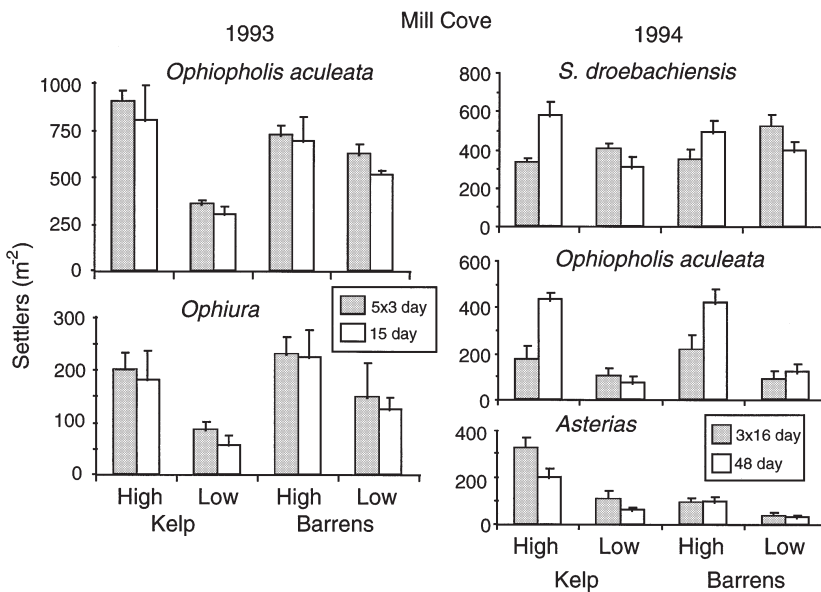 Mill Cove
1993
Ophiopholis aculeata
1000
750
500
250
0
Settlers (m-2)
Ophiura
5x3 day
15 day
300
200
100
0
High Low High Low
Kelp Barrens
1994
S. droebachiensis
800
600
400
600
0
Ophiopholis aculeata
600
400
200
0
Asterias
3x16 day
48 day
400
200
0
High Low High Low
Kelp Barrens